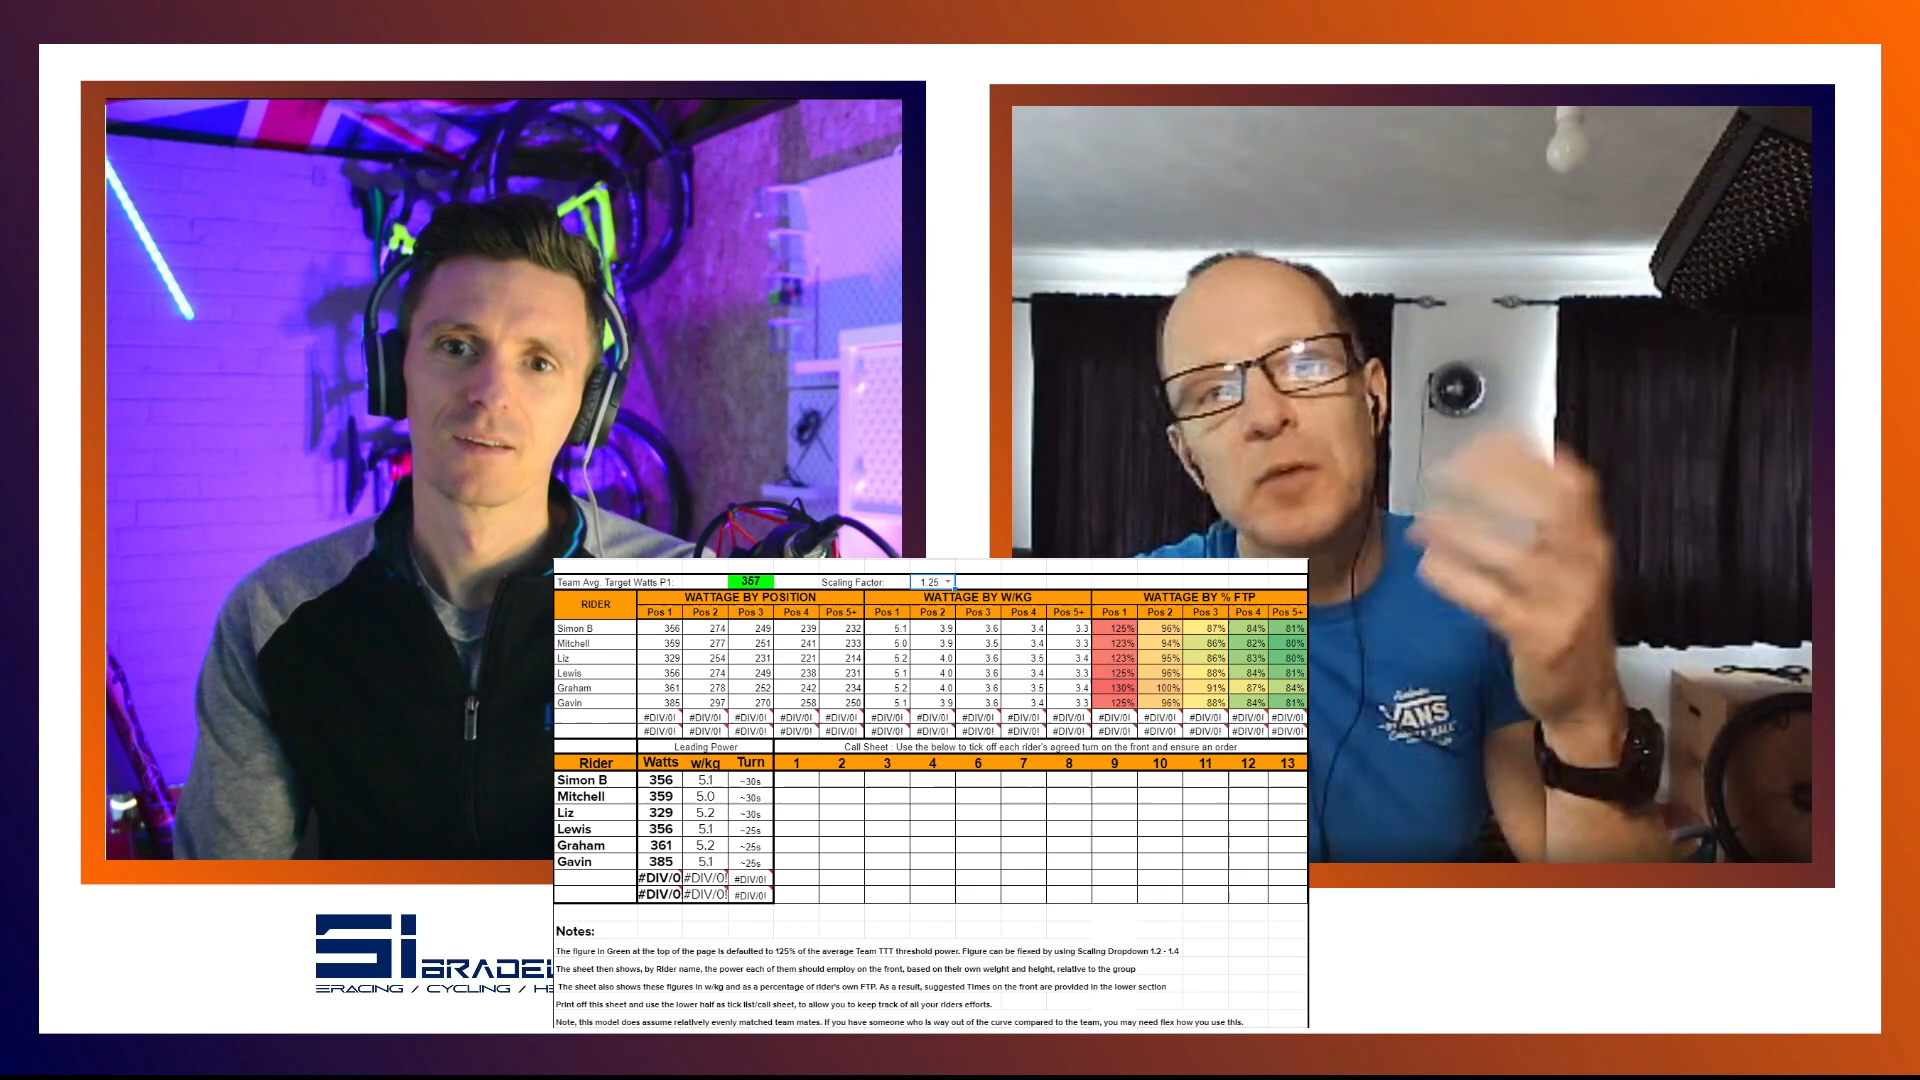 Team Avg. Target Watts P1: 357 Scaling Factor: 1.25
RIDER WATTAGE BY POSITION WATTAGE BY W/KG WATTAGE BY % FTP
Pos 1 Pos 2 Pos 3 Pos 4 Pos 5+ Pos 1 Pos 2 Pos 3 Pos 4 Pos 5+ Pos 1 Pos 2 Pos 3 Pos 4 Pos 5+
Simon B 356 274 249 239 232 5.1 3.9 3.6 3.4 3.3 125% 96% 87% 84% 81%
Mitchell 359 277 251 241 233 5.0 3.9 3.5 3.4 3.3 123% 94% 86% 82% 80%
Liz 329 254 231 221 214 5.2 4.0 3.6 3.5 3.4 123% 95% 86% 83% 80%
Lewis 356 274 249 238 231 5.1 4.0 3.6 3.4 3.3 125% 96% 88% 84% 81%
Graham 361 278 252 242 234 5.2 4.0 3.6 3.5 3.4 130% 100% 91% 87% 84%
Gavin 385 297 270 258 250 5.1 3.9 3.6 3.4 3.3 125% 96% 88% 84% 81%
#DIV/0! #DIV/0! #DIV/0! #DIV/0! #DIV/0! #DIV/0! #DIV/0! #DIV/0! #DIV/0! #DIV/0! #DIV/0! #DIV/0! #DIV/0! #DIV/0! #DIV/0!
#DIV/0! #DIV/0! #DIV/0! #DIV/0! #DIV/0! #DIV/0! #DIV/0! #DIV/0! #DIV/0! #DIV/0! #DIV/0! #DIV/0! #DIV/0! #DIV/0! #DIV/0!
Leading Power Call Sheet : Use the below to tick off each rider's agreed turn on the front and ensure an order
Rider Watts w/kg Turn 1 2 3 4 6 7 8 9 10 11 12 13
Simon B 356 5.1 ~30s
Mitchell 359 5.0 ~30s
Liz 329 5.2 ~30s
Lewis 356 5.1 ~25s
Graham 361 5.2 ~25s
Gavin 385 5.1 ~25s
#DIV/0 #DIV/0! #DIV/0!
#DIV/0 #DIV/0! #DIV/0!
Notes:
The figure in Green at the top of the page is defaulted to 125% of the average Team TTT threshold power. Figure can be flexed by using Scaling Dropdown 1.2 - 1.4
The sheet then shows, by Rider name, the power each of them should employ on the front, based on their own weight and height, relative to the group
The sheet also shows these figures in w/kg and as a percentage of rider's own FTP. As a result, suggested Times on the front are provided in the lower section
Print off this sheet and use the lower half as tick list/call sheet, to allow you to keep track of all your riders efforts.
Note, this model does assume relatively evenly matched team mates. If you have someone who is way out of the curve compared to the team, you may need flex how you use this.
VANS
SI BRADEL
ERACING / CYCLING / HE